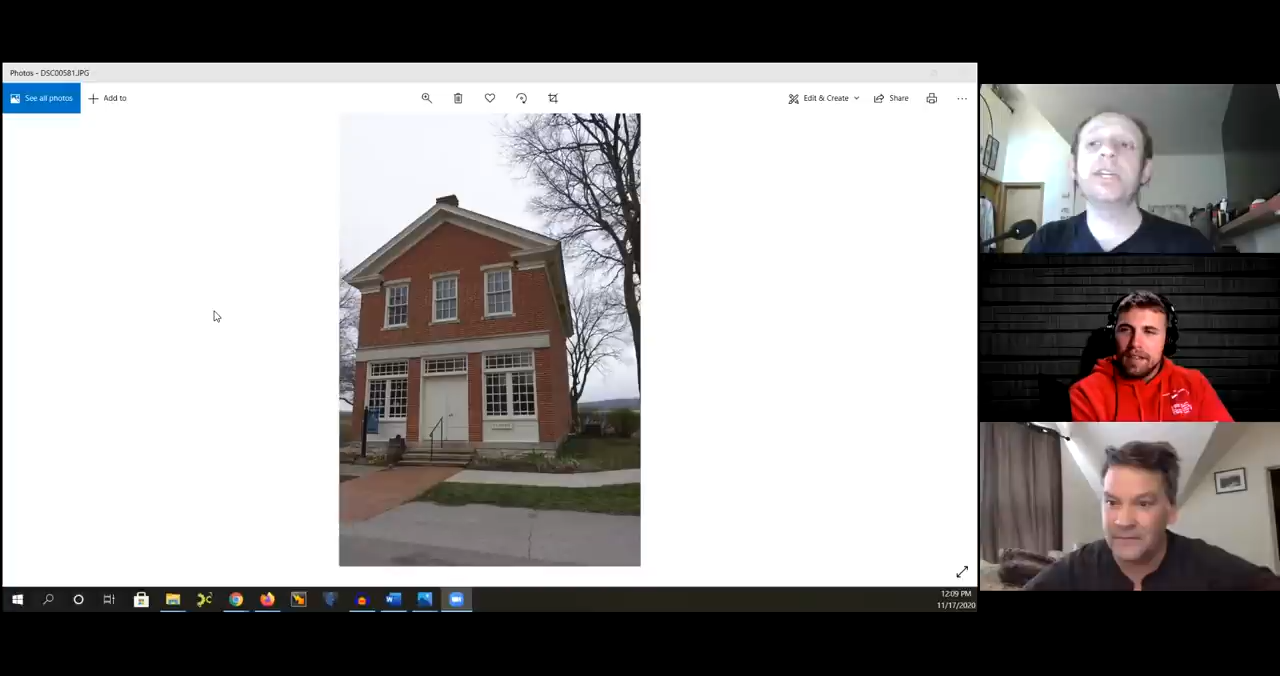 Photos - DSC00581.JPG
See all photos
Add to
Edit & Create
Share
12:09 PM
11/17/2020